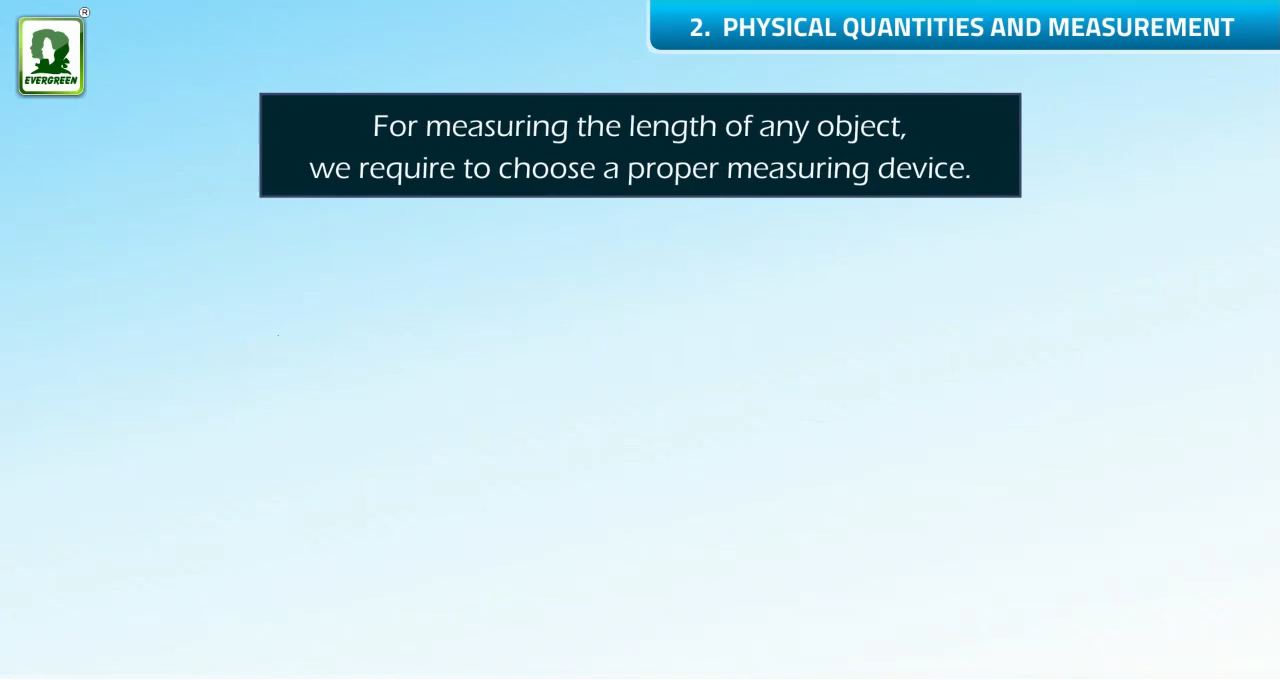 ®
EVERGREEN
2. PHYSICAL QUANTITIES AND MEASUREMENT
For measuring the length of any object,
we require to choose a proper measuring device.